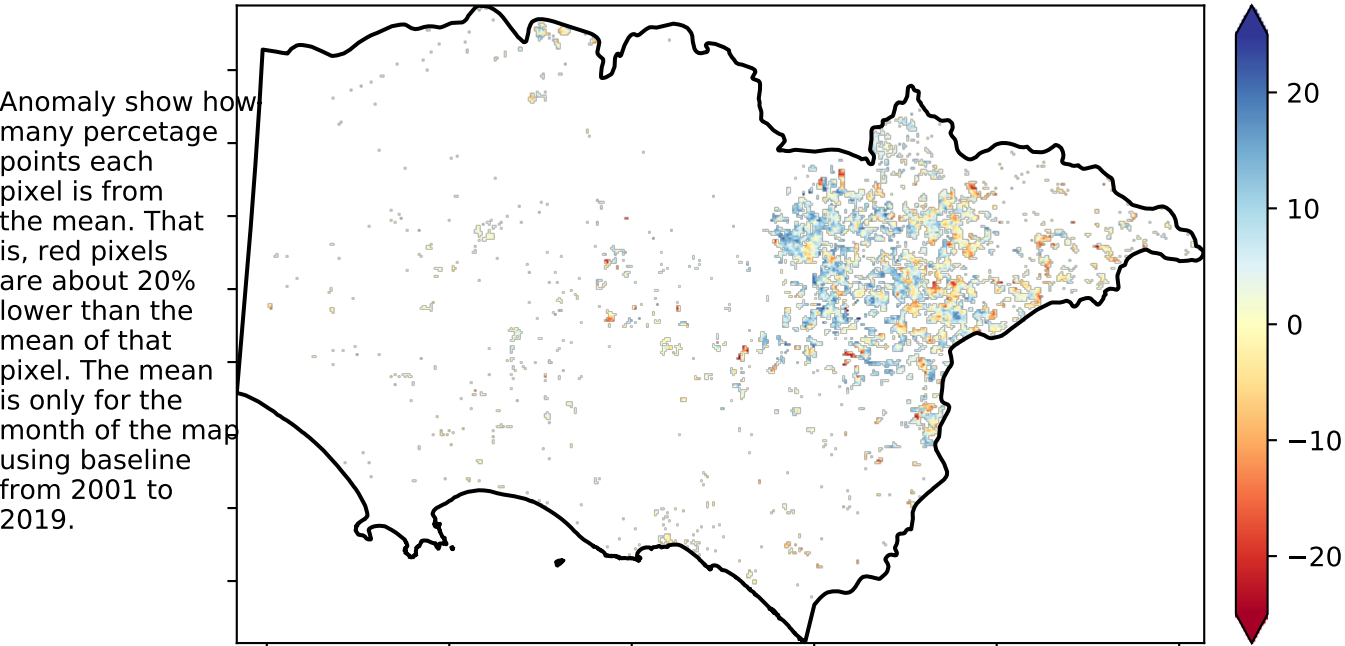 Anomaly show how
many percetage
points each
pixel is from
the mean. That
is, red pixels
are about 20%
lower than the
mean of that
pixel. The mean
is only for the
month of the map
using baseline
from 2001 to
2019.
20
10
0
−10
−20